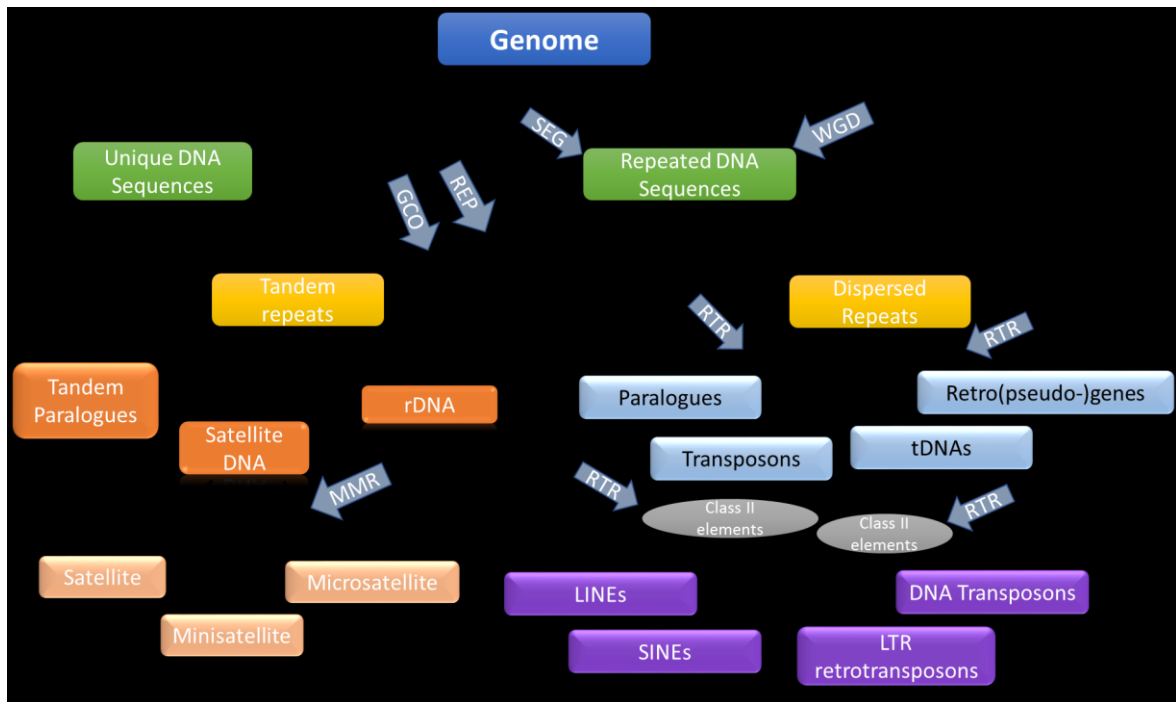 Genome
SEG
WGD
Unique DNA
Sequences
Repeated DNA
Sequences
GCO
REP
Tandem
repeats
Dispersed
Repeats
RTR
RTR
Tandem
Paralogues
rDNA
Paralogues
Retro(pseudo-)genes
Satellite
DNA
Transposons
tDNAs
MMR
RTR
Class II
elements
Class II
elements
RTR
Satellite
Microsatellite
Minisatellite
LINEs
DNA Transposons
SINEs
LTR
retrotransposons